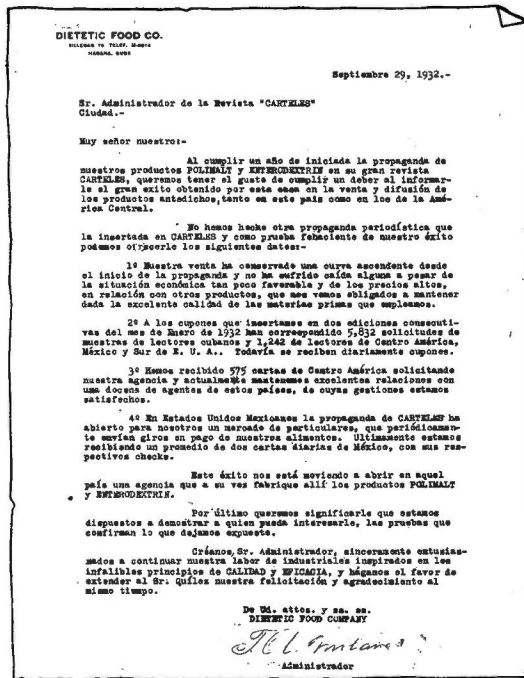 DIETETIC FOOD CO.
VILLEGAS 76 TELEF. M-
HABANA, CUBA
Septiembre 29, 1932.-
Sr. Administrador de la Revista "CARTELES"
Ciudad.-
Muy señor nuestro:-
Al cumplir un año de iniciada la propaganda de
nuestros productos POLIMALT y ENTERODEXTRIN en su gran revista
CARTELES, queremos tener el gusto de cumplir un deber al informar-
le el gran exito obtenido por esta casa en la venta y difusión de
los productos antedichos,tanto en este país como en los de la Amé-
rica Central.
No hemos hecho otra propaganda periodística que
la insertada en CARTELES y como prueba fehaciente de nuestro éxito
podemos ofrecerle los siguientes datos:-
1º Nuestra venta ha conservado una curva ascendente desde
el inicio de la propaganda y no ha sufrido caída alguna a pesar de
la situación económica tan poco favorable y de los precios altos,
en relación con otros productos, que nos vemos obligados a mantener
dada la excelente calidad de las materias primas que empleamos.
2º A los cupones que insertamos en dos ediciones consecuti-
vas del mes de Enero de 1932 han correspondido 5,832 solicitudes de
muestras de lectores cubanos y 1,242 de lectores de Centro América,
México y Sur de E. U. A.. Todavía se reciben diariamente cupones.
3º Hemos recibido 575 cartas de Centro América solicitando
nuestra agencia y actualmente mantenemos excelentes relaciones con
una docena de agentes de estos países, de cuyas gestiones estamos
satisfechos.
4º En Estados Unidos Mexicanos la propaganda de CARTELES ha
abierto para nosotros un mercado de particulares, que periódicamen-
te envían giros en pago de nuestros alimentos. Ultimamente estamos
recibiendo un promedio de dos cartas diarias de México, con sus res-
pectivos checks.
Este éxito nos está moviendo a abrir en aquel
país una agencia que a su vez fabrique allí los productos POLIMALT
y ENTERODEXTRIN.
Por último queremos significarle que estamos
dispuestos a demostrar a quien pueda interesarle, las pruebas que
confirman lo que dejamos expuesto.
Créanos,Sr. Administrador, sinceramente entusias-
mados a continuar nuestra labor de industriales inspirados en los
infalibles principios de CALIDAD y EFICACIA, y háganos el favor de
extender al Sr. Quílez nuestra felicitación y agradecimiento al
mismo tiempo.
De Ud. attos. y ss. ss.
DIETETIC FOOD COMPANY
Administrador